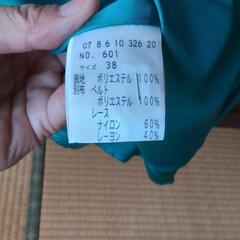 07 8 6 10 326 20
NO. 601
サイズ 38
表地 ポリエステル 100%
別布 ベルト
ポリエステル 100%
レース
ナイロン 60%
レーヨン 40%